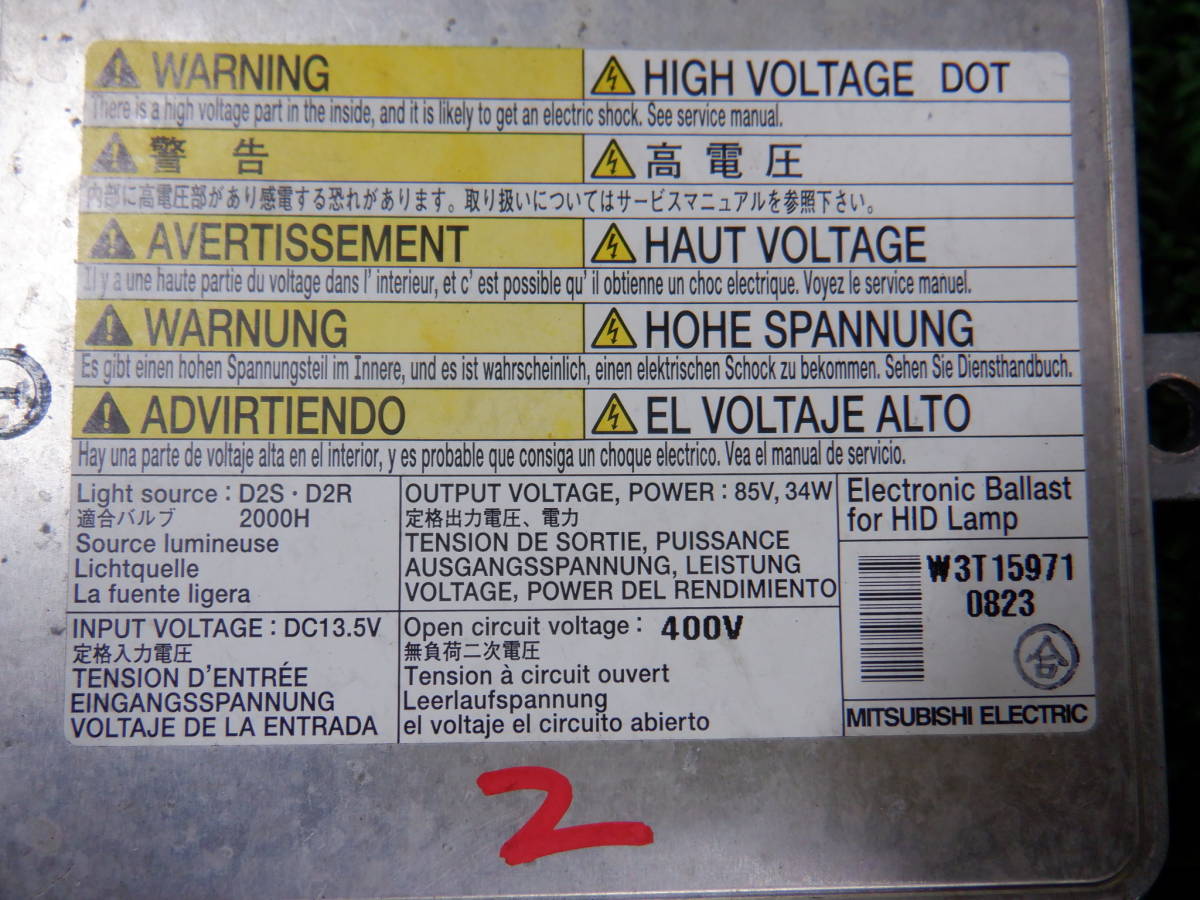 WARNING
HIGH VOLTAGE DOT
There is a high voltage part in the inside, and it is likely to get an electric shock. See service manual.
警 告
高 電 圧
内部に高電圧部があり感電する恐れがあります。取り扱いについてはサービスマニュアルを参照下さい。
AVERTISSEMENT
HAUT VOLTAGE
Il y a une haute partie du voltage dans l' interieur, et c' est possible qu' il obtienne un choc electrique. Voyez le service manuel.
WARNUNG
HOHE SPANNUNG
Es gibt einen hohen Spannungsteil im Innere, und es ist wahrscheinlich, einen elektrischen Schock zu bekommen. Sehen Sie Diensthandbuch.
ADVIRTIENDO
EL VOLTAJE ALTO
Hay una parte de voltaje alta en el interior, y es probable que consiga un choque electrico. Vea el manual de servicio.
Light source : D2S・D2R
適合バルブ 2000H
Source lumineuse
Lichtquelle
La fuente ligera
OUTPUT VOLTAGE, POWER : 85V, 34W
定格出力電圧、電力
TENSION DE SORTIE, PUISSANCE
AUSGANGSSPANNUNG, LEISTUNG
VOLTAGE, POWER DEL RENDIMIENTO
Electronic Ballast
for HID Lamp
W3T15971
0823
合
INPUT VOLTAGE : DC13.5V
定格入力電圧
TENSION D'ENTRÉE
EINGANGSSPANNUNG
VOLTAJE DE LA ENTRADA
Open circuit voltage : 400V
無負荷二次電圧
Tension à circuit ouvert
Leerlaufspannung
el voltaje el circuito abierto
MITSUBISHI ELECTRIC
2